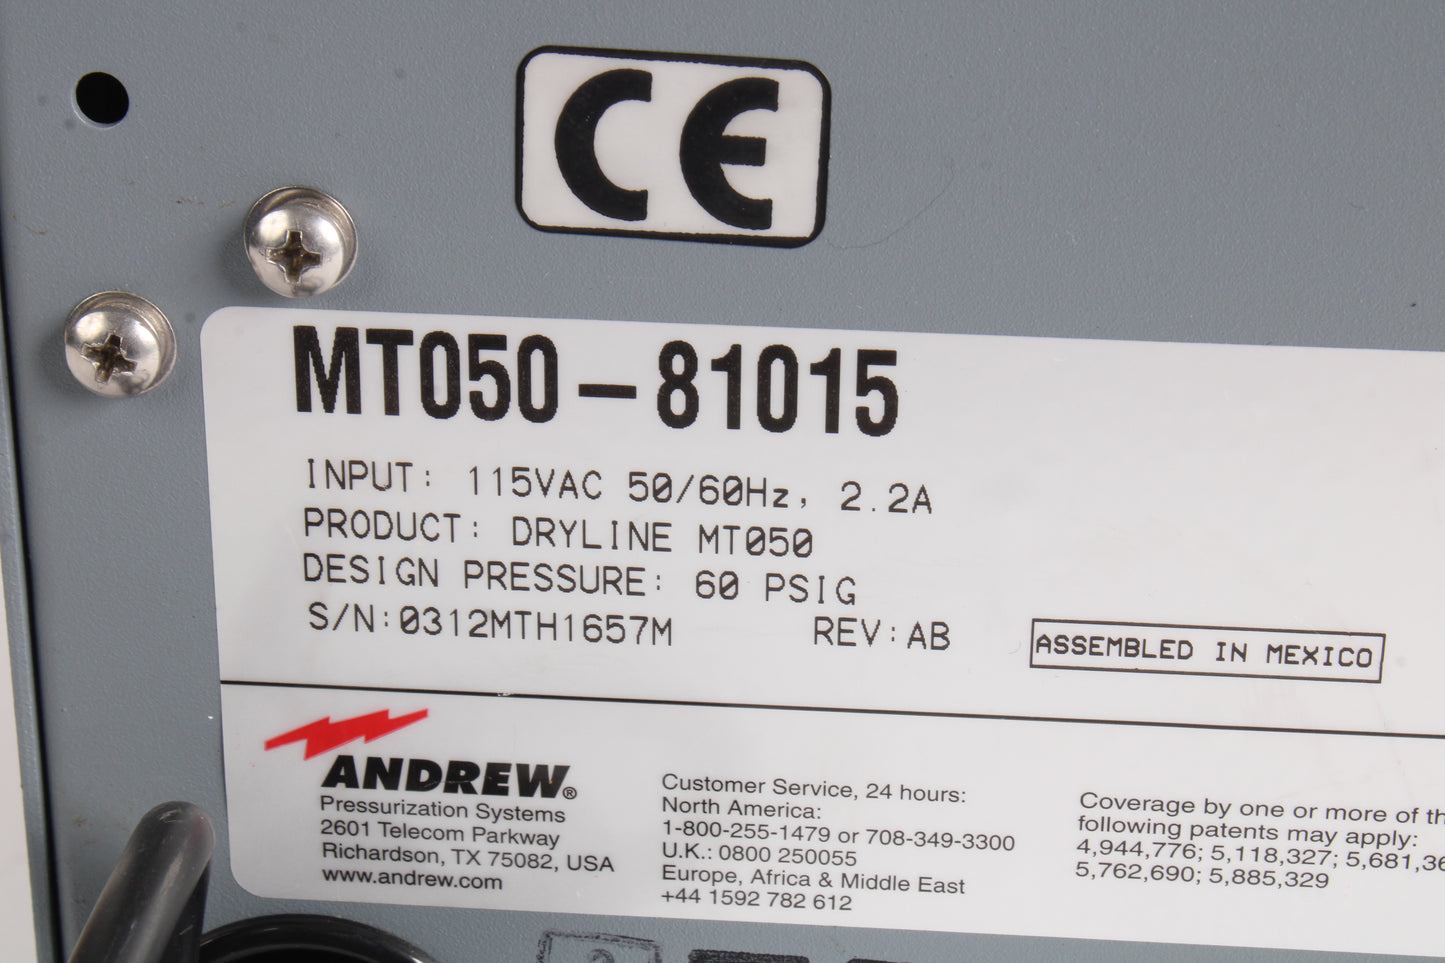 CE
MT050-81015
INPUT: 115VAC 50/60Hz, 2.2A
PRODUCT: DRYLINE MT050
DESIGN PRESSURE: 60 PSIG
S/N:0312MTH1657M REV:AB
ASSEMBLED IN MEXICO
ANDREW®
Pressurization Systems
2601 Telecom Parkway
Richardson, TX 75082, USA
www.andrew.com
Customer Service, 24 hours:
North America:
1-800-255-1479 or 708-349-3300
U.K.: 0800 250055
Europe, Africa & Middle East
+44 1592 782 612
Coverage by one or more of
following patents may apply:
4,944,776; 5,118,327;
5,762,690; 5,885,329